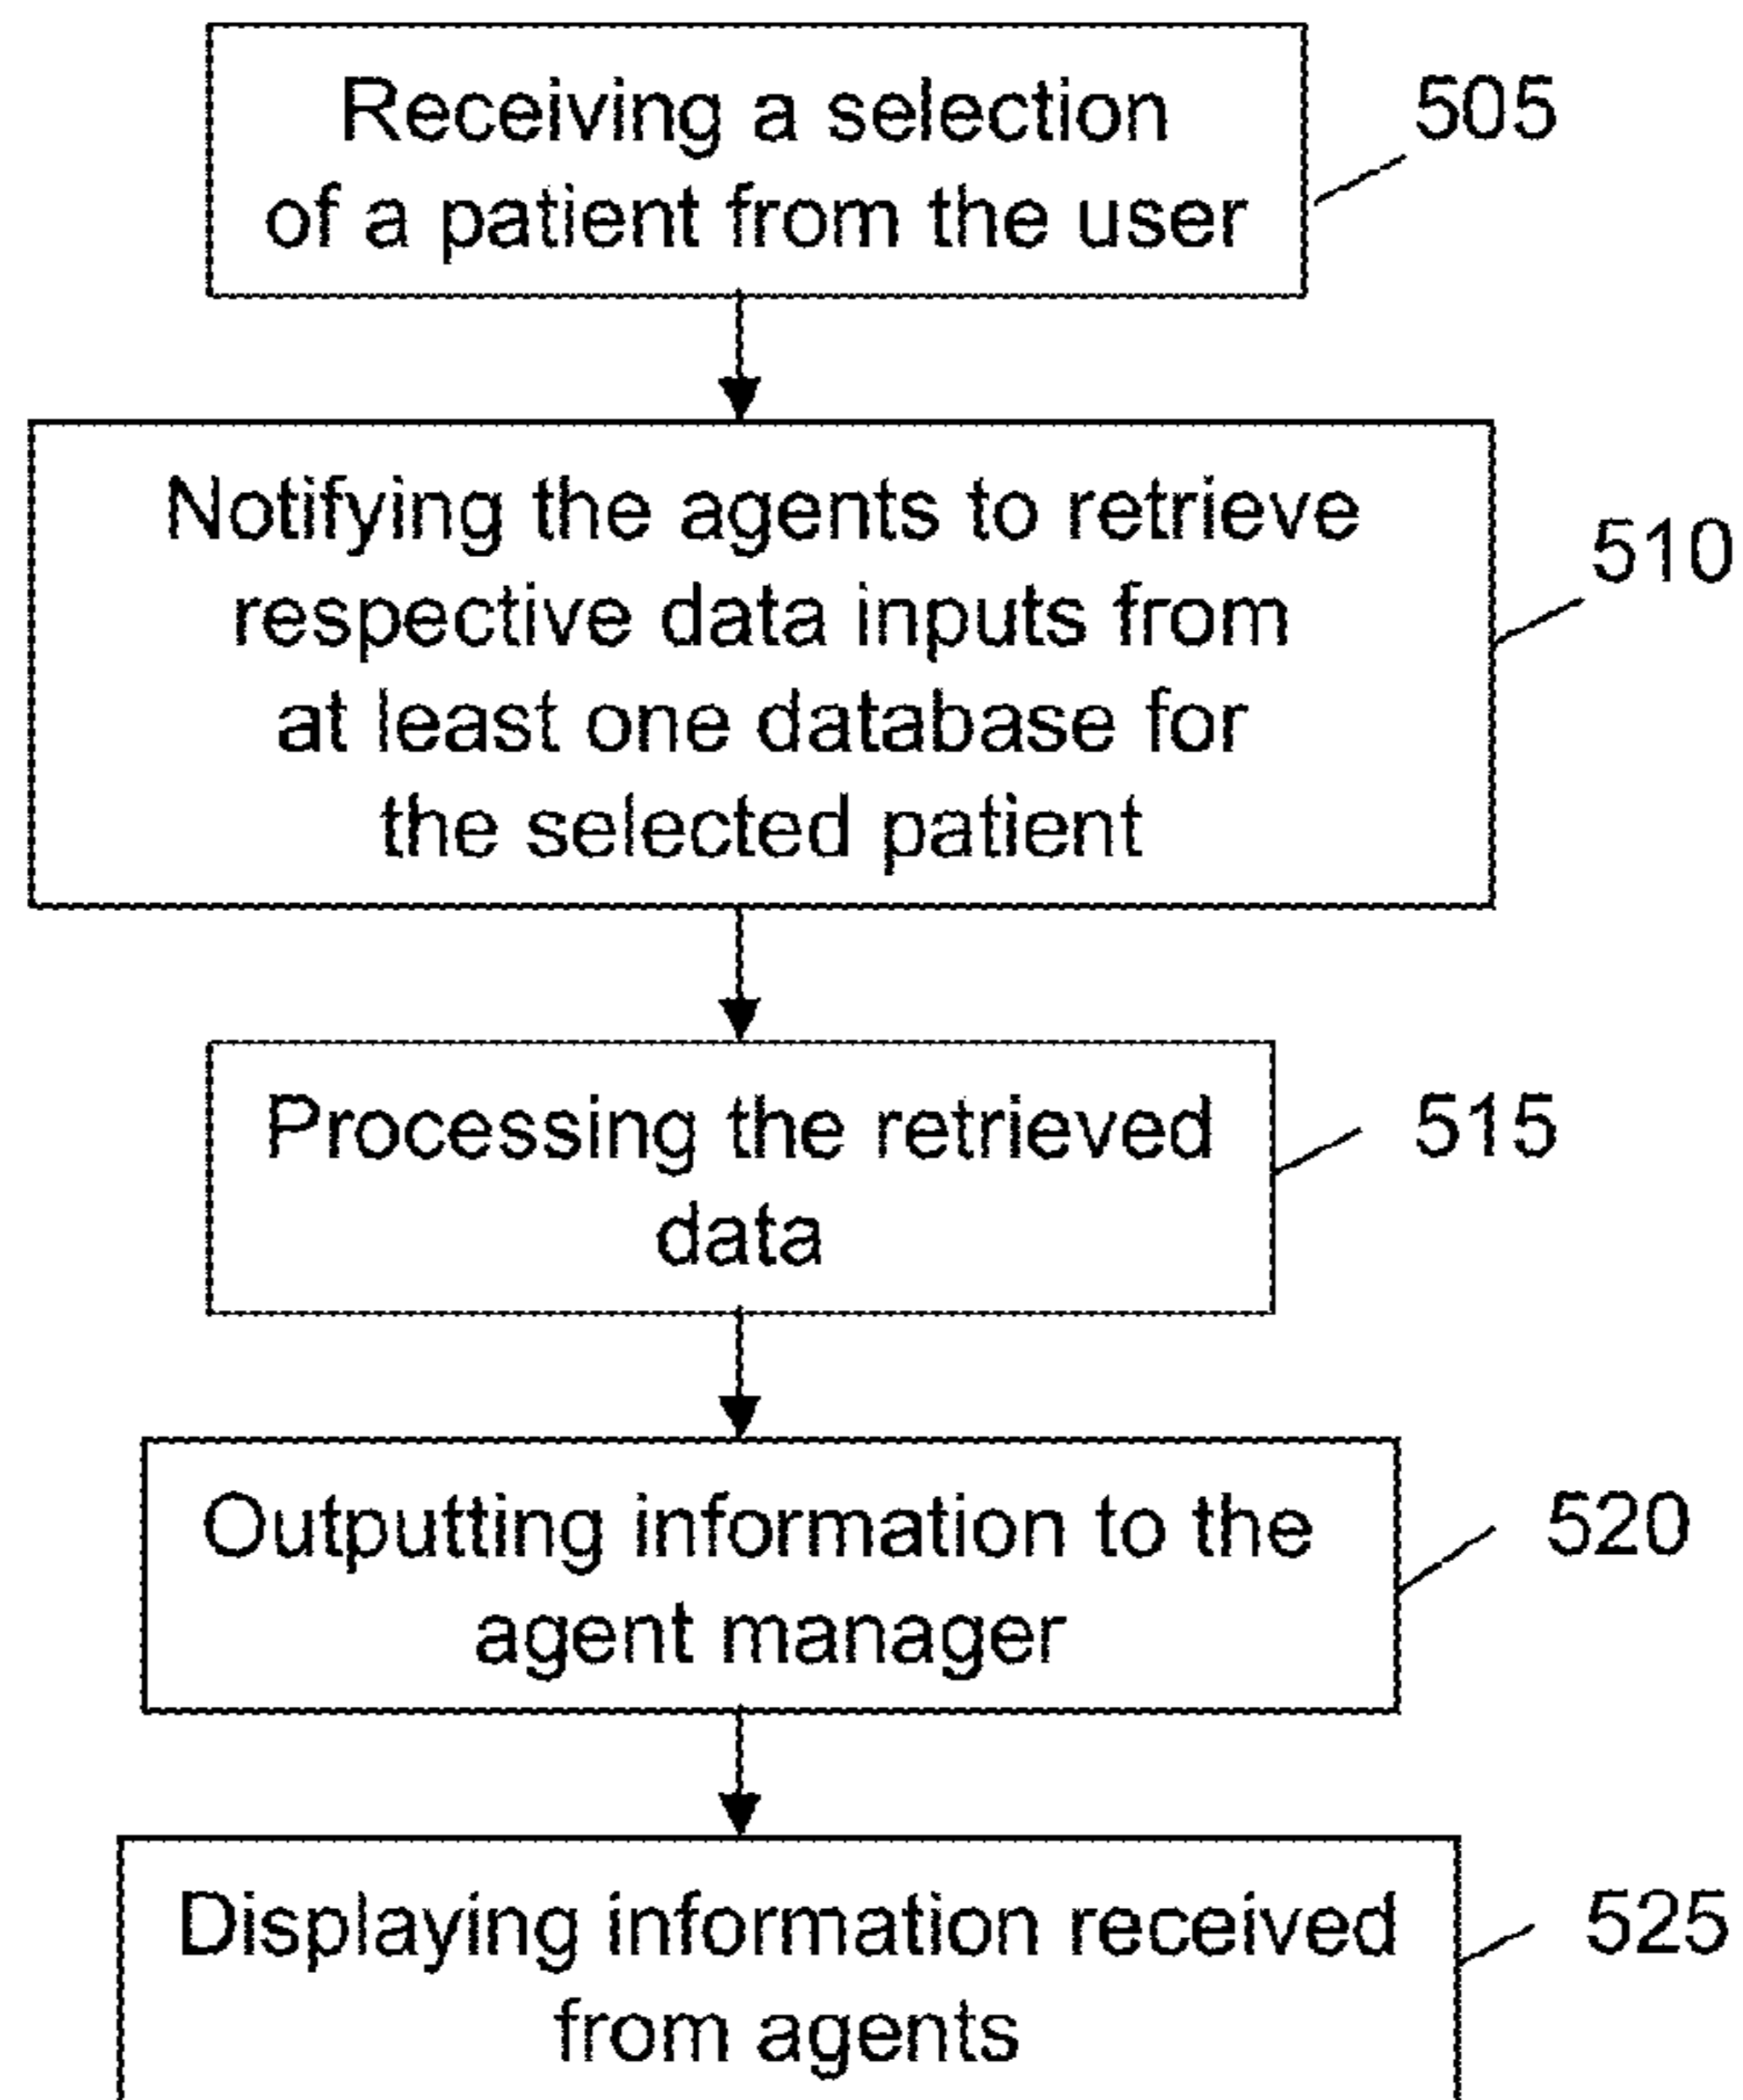 Receiving a selection
of a patient from the user
505
Notifying the agents to retrieve
respective data inputs from
at least one database for
the selected patient
510
Processing the retrieved
data
515
Outputting information to the
agent manager
520
Displaying information received
from agents
525